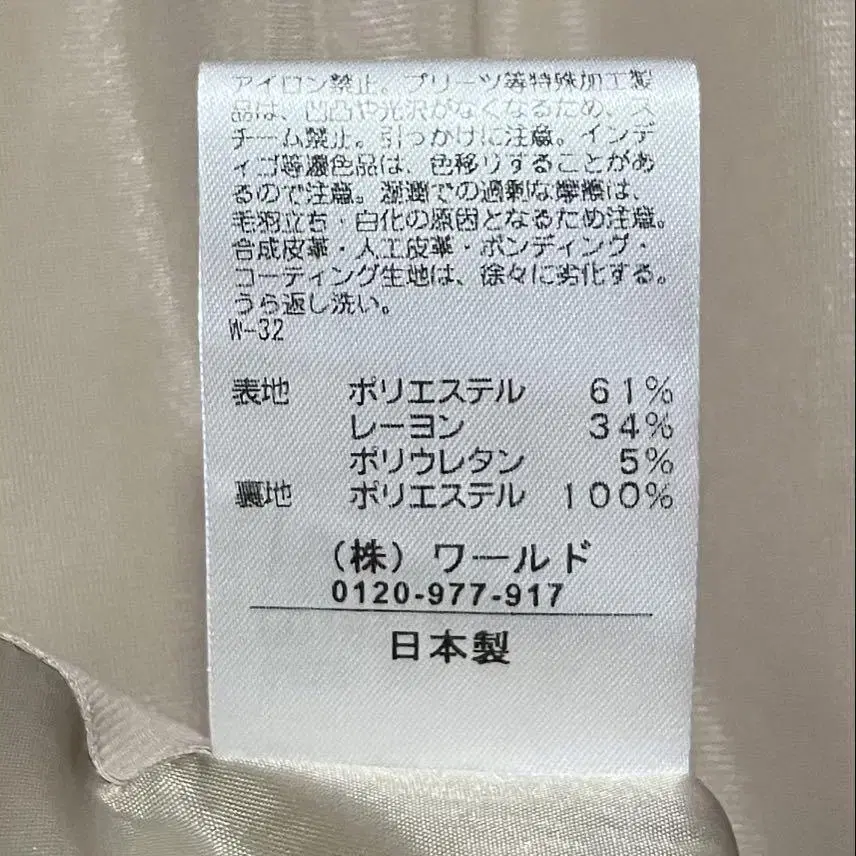 アイロン禁止。プリーツ等特殊加工製
品は、凹凸や光沢がなくなるため、ス
チーム禁止。引っかけに注意。インデ
ィゴ等濃色品は、色移りすることがあ
るので注意。湿潤での過剰な摩擦は、
毛羽立ち・白化の原因となるため注意。
合成皮革・人工皮革・ボンディング・
コーティング生地は、徐々に劣化する。
うら返し洗い。
W-32
表地 ポリエステル 61%
レーヨン 34%
ポリウレタン 5%
裏地 ポリエステル 100%
(株) ワールド
0120-977-917
日本製